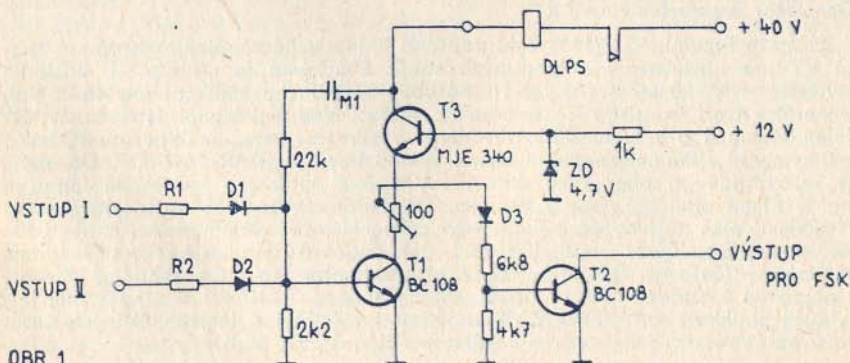 + 40 V
DLPS
M1
T3
MJE 340
+ 12 V
1k
22k
ZD
4,7 V
R1
D1
VSTUP I
100
D3
VÝSTUP
PRO FSK
6k8
T1
BC 108
T2
BC 108
R2
D2
VSTUP II
2k2
4k7
OBR. 1